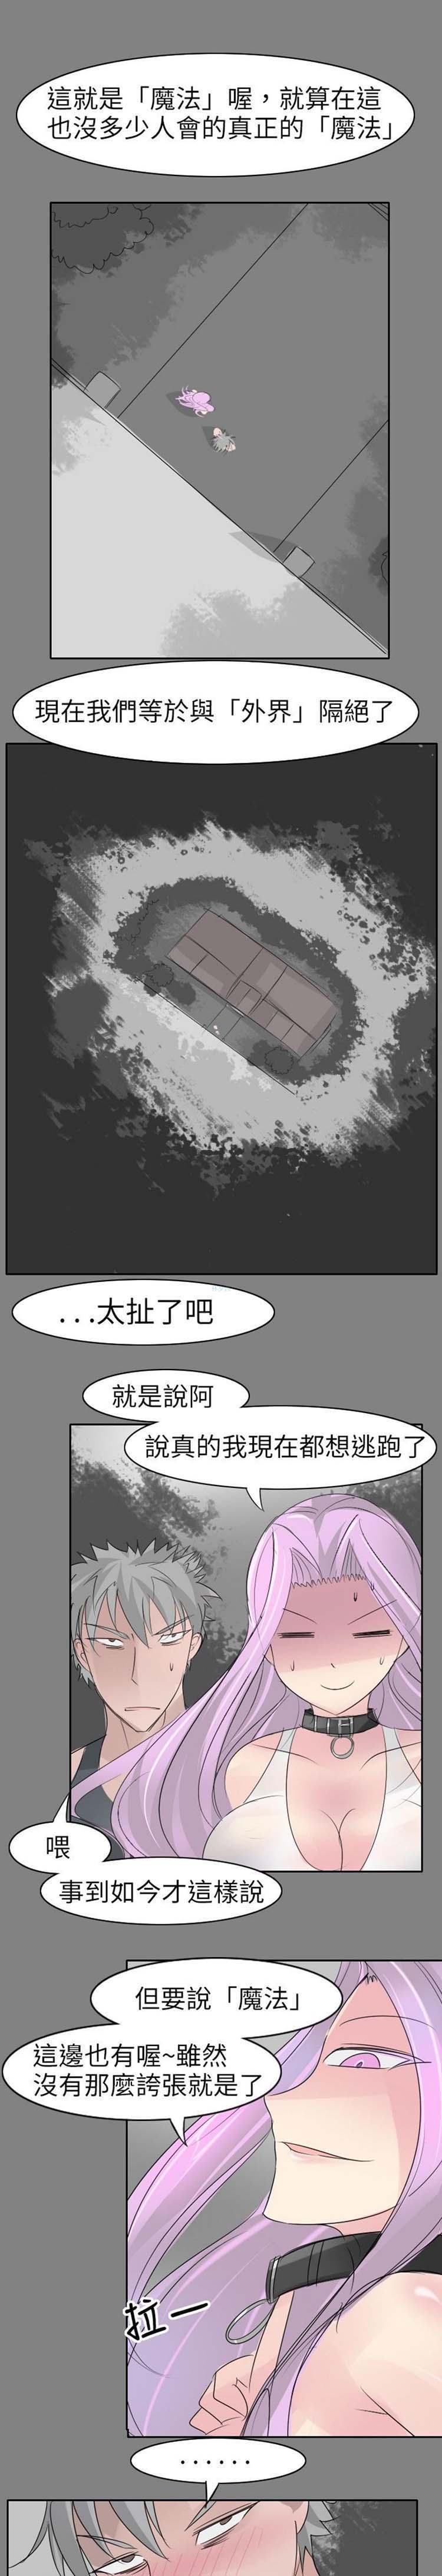 這就是「魔法」喔，就算在這
也沒多少人會的真正的「魔法」
現在我們等於與「外界」隔絕了
...太扯了吧
就是說阿
說真的我現在都想逃跑了
喂
事到如今才這樣說
但要說「魔法」
這邊也有喔~雖然
沒有那麼誇張就是了
拉一
......